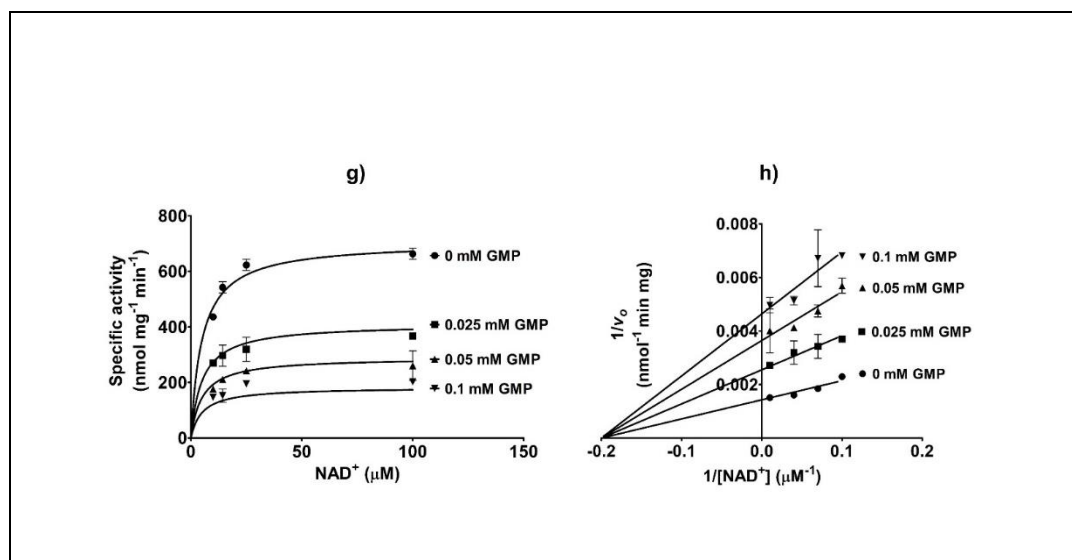 g)
Specific activity
(nmol mg⁻¹ min⁻¹)
800
600
400
200
0
0
50
100
150
NAD⁺ (μM)
0 mM GMP
0.025 mM GMP
0.05 mM GMP
0.1 mM GMP
h)
1/vₒ
(nmol⁻¹ min mg)
0.008
0.006
0.004
0.002
-0.2
-0.1
0.0
0.1
0.2
1/[NAD⁺] (μM⁻¹)
0.1 mM GMP
0.05 mM GMP
0.025 mM GMP
0 mM GMP